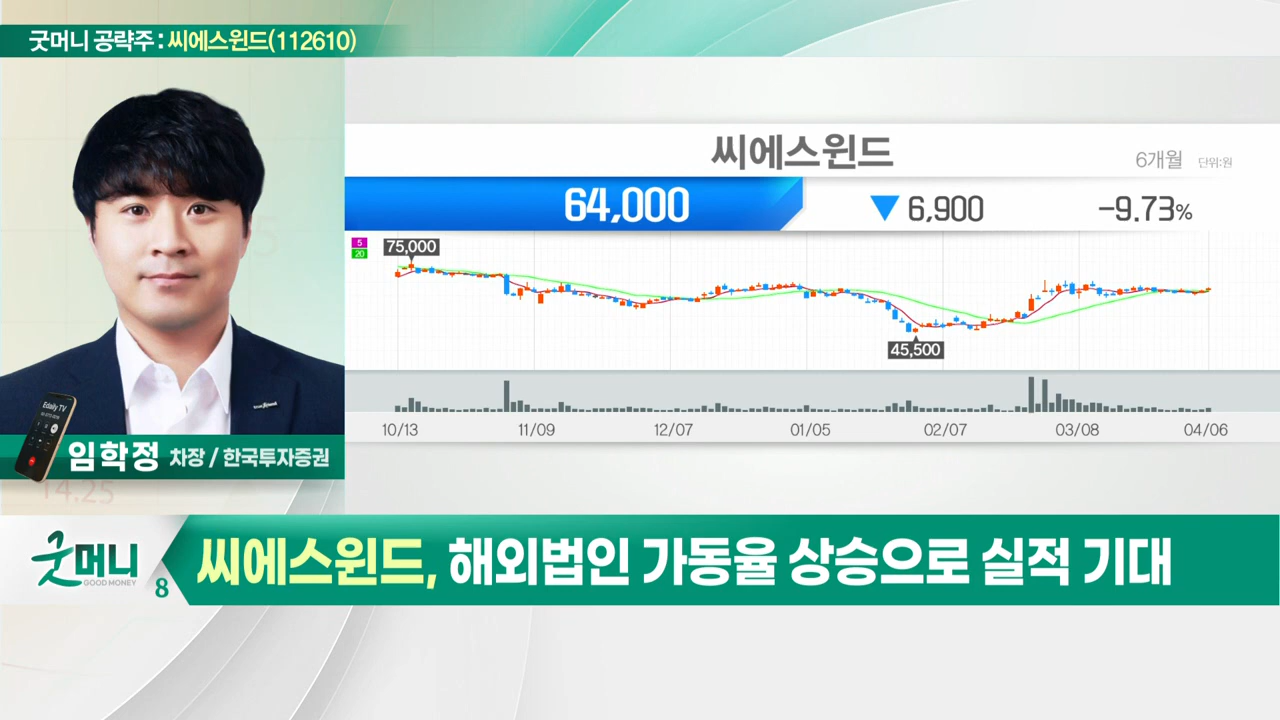 굿머니 공략주 : 씨에스윈드(112610)
씨에스윈드
6개월 단위:원
64,000 ▼ 6,900 -9.73%
5
20
75,000
45,500
10/13 11/09 12/07 01/05 02/07 03/08 04/06
Edaily TV
임학정 차장 / 한국투자증권
14.25
굿머니
GOOD MONEY
8
씨에스윈드, 해외법인 가동율 상승으로 실적 기대